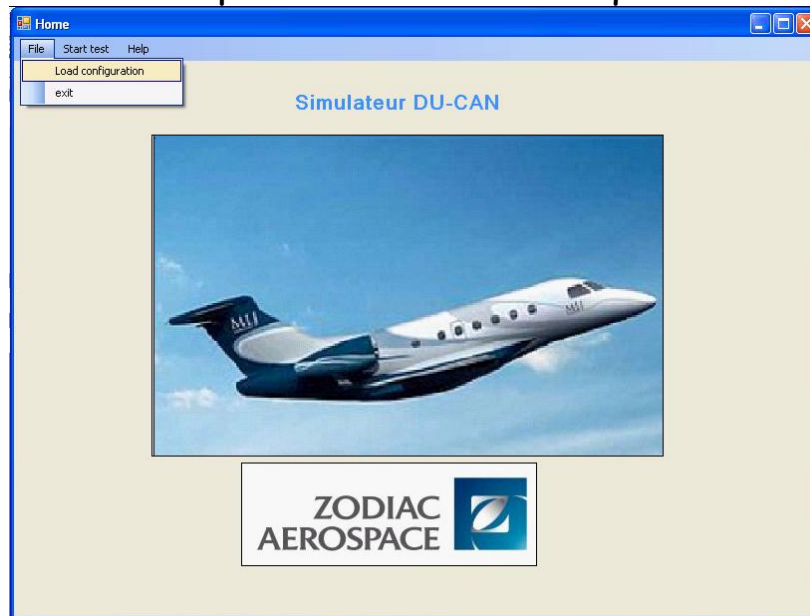 Home
File Start test Help
Load configuration
exit
Simulateur DU-CAN
ZODIAC
AEROSPACE